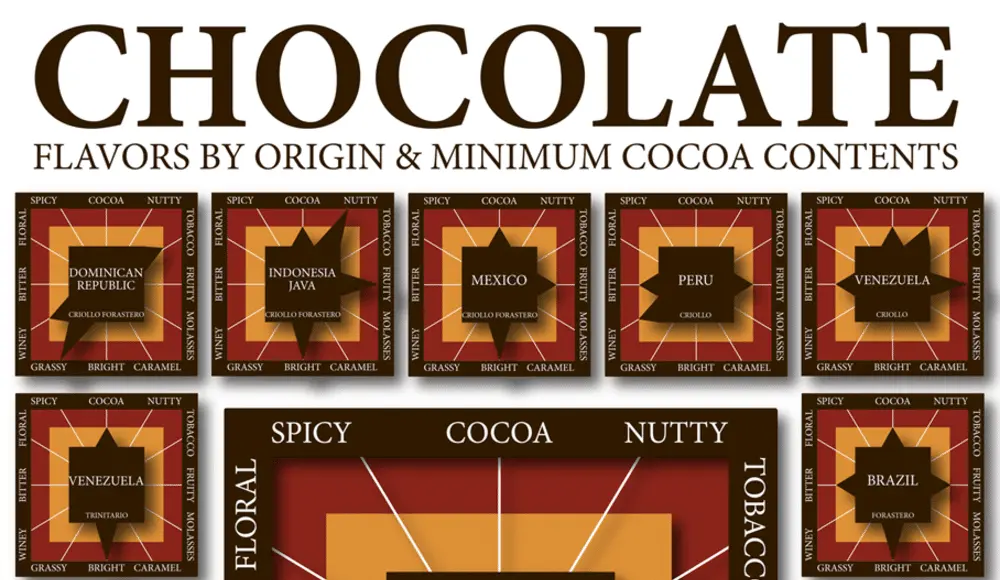 CHOCOLATE
FLAVORS BY ORIGIN & MINIMUM COCOA CONTENTS
SPICY COCOA NUTTY
FLORAL
BITTER
WINEY
DOMINICAN
REPUBLIC
CRIOLLO FORASTERO
TOBACCO
FRUITY
MOLASSES
GRASSY BRIGHT CARAMEL
SPICY COCOA NUTTY
FLORAL
BITTER
WINEY
INDONESIA
JAVA
CRIOLLO FORASTERO
TOBACCO
FRUITY
MOLASSES
GRASSY BRIGHT CARAMEL
SPICY COCOA NUTTY
FLORAL
BITTER
WINEY
MEXICO
CRIOLLO FORASTERO
TOBACCO
FRUITY
MOLASSES
GRASSY BRIGHT CARAMEL
SPICY COCOA NUTTY
FLORAL
BITTER
WINEY
PERU
CRIOLLO
TOBACCO
FRUITY
MOLASSES
GRASSY BRIGHT CARAMEL
SPICY COCOA NUTTY
FLORAL
BITTER
WINEY
VENEZUELA
CRIOLLO
TOBACCO
FRUITY
MOLASSES
GRASSY BRIGHT CARAMEL
SPICY COCOA NUTTY
FLORAL
BITTER
WINEY
VENEZUELA
TRINITARIO
TOBACCO
FRUITY
MOLASSES
GRASSY BRIGHT CARAMEL
SPICY COCOA NUTTY
FLORAL
TOBACC
SPICY COCOA NUTTY
FLORAL
BITTER
WINEY
BRAZIL
FORASTERO
TOBACCO
FRUITY
MOLASSES
GRASSY BRIGHT CARAMEL